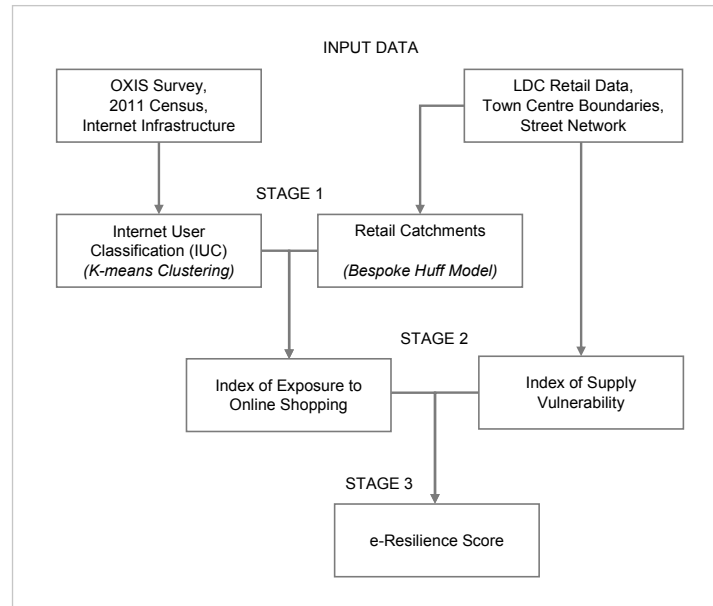 INPUT DATA
OXIS Survey,
2011 Census,
Internet Infrastructure
LDC Retail Data,
Town Centre Boundaries,
Street Network
STAGE 1
Internet User
Classification (IUC)
(K-means Clustering)
Retail Catchments
(Bespoke Huff Model)
STAGE 2
Index of Exposure to
Online Shopping
Index of Supply
Vulnerability
STAGE 3
e-Resilience Score